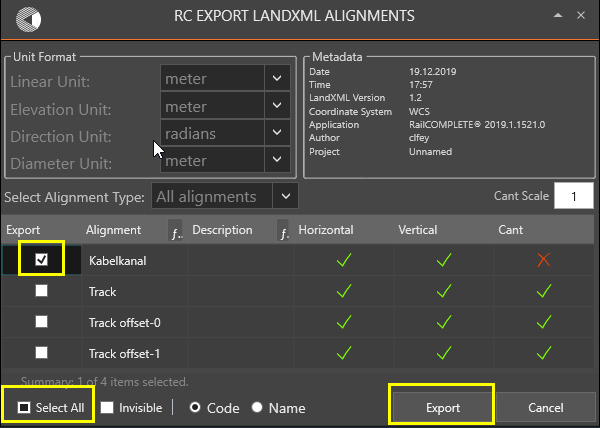 RC EXPORT LANDXML ALIGNMENTS
Unit Format
Linear Unit: meter
Elevation Unit: meter
Direction Unit: radians
Diameter Unit: meter
Metadata
Date 19.12.2019
Time 17:57
LandXML Version 1.2
Coordinate System WCS
Application RailCOMPLETE® 2019.1.1521.0
Author clfey
Project Unnamed
Select Alignment Type: All alignments
Cant Scale 1
Export Alignment f.. Description f.. Horizontal Vertical Cant
Kabelkanal
Track
Track offset-0
Track offset-1
Summary: 1 of 4 items selected.
Select All Invisible Code Name Export Cancel